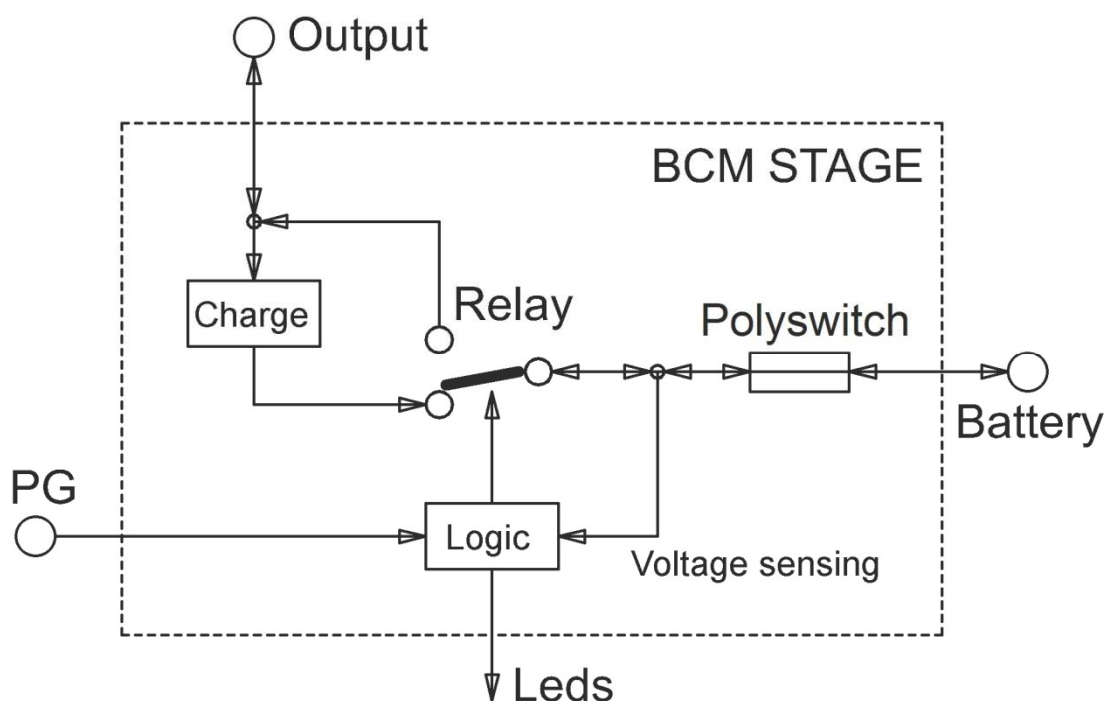 Output
BCM STAGE
Charge
Relay
Polyswitch
Battery
PG
Logic
Voltage sensing
Leds